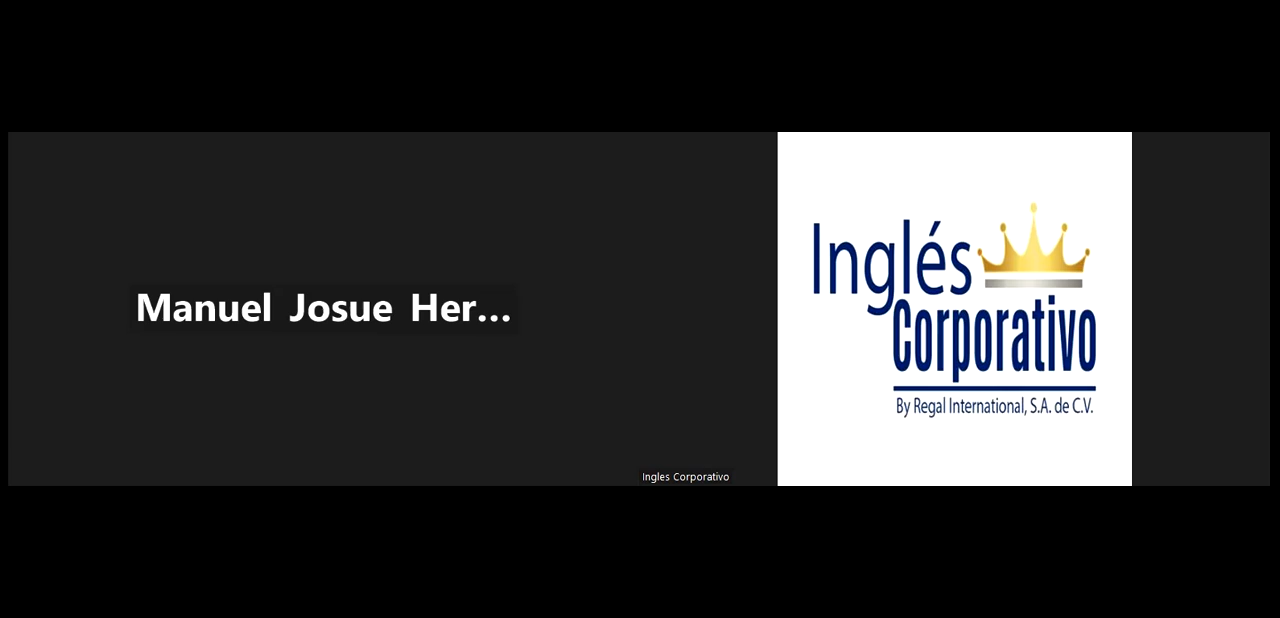 Manuel Josue Her...
Inglés
Corporativo
By Regal International, S.A. de C.V.
Ingles Corporativo